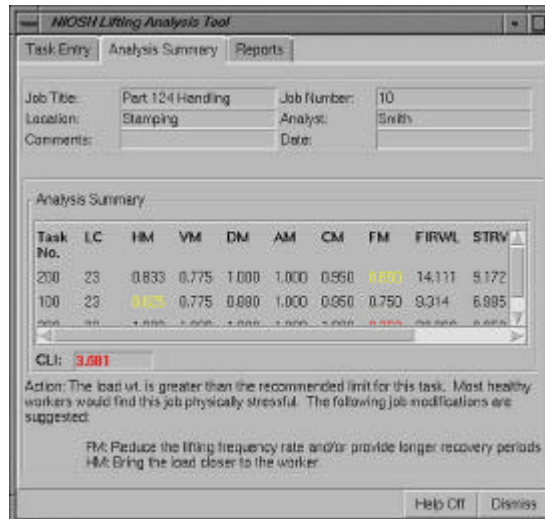 NIOSH Lifting Analysis Tool
Task Entry Analysis Summary Reports
Job Title: Part 124 Handling Job Number: 10
Location: Stamping Analyst: Smith
Comments: Date:
Analysis Summary
Task No. LC HM VM DM AM CM FM FIRWL STRV
200 23 0.833 0.775 1.000 1.000 0.950 14.111 5.172
100 23 0.625 0.775 0.880 1.000 0.950 0.750 9.314 6.985
CLI: 3.681
Action: The load wt. is greater than the recommended limit for this task. Most healthy
workers would find this job physically stressful. The following job modifications are
suggested:
FM: Reduce the lifting frequency rate and/or provide longer recovery periods
HM: Bring the load closer to the worker.
Help Off Dismiss